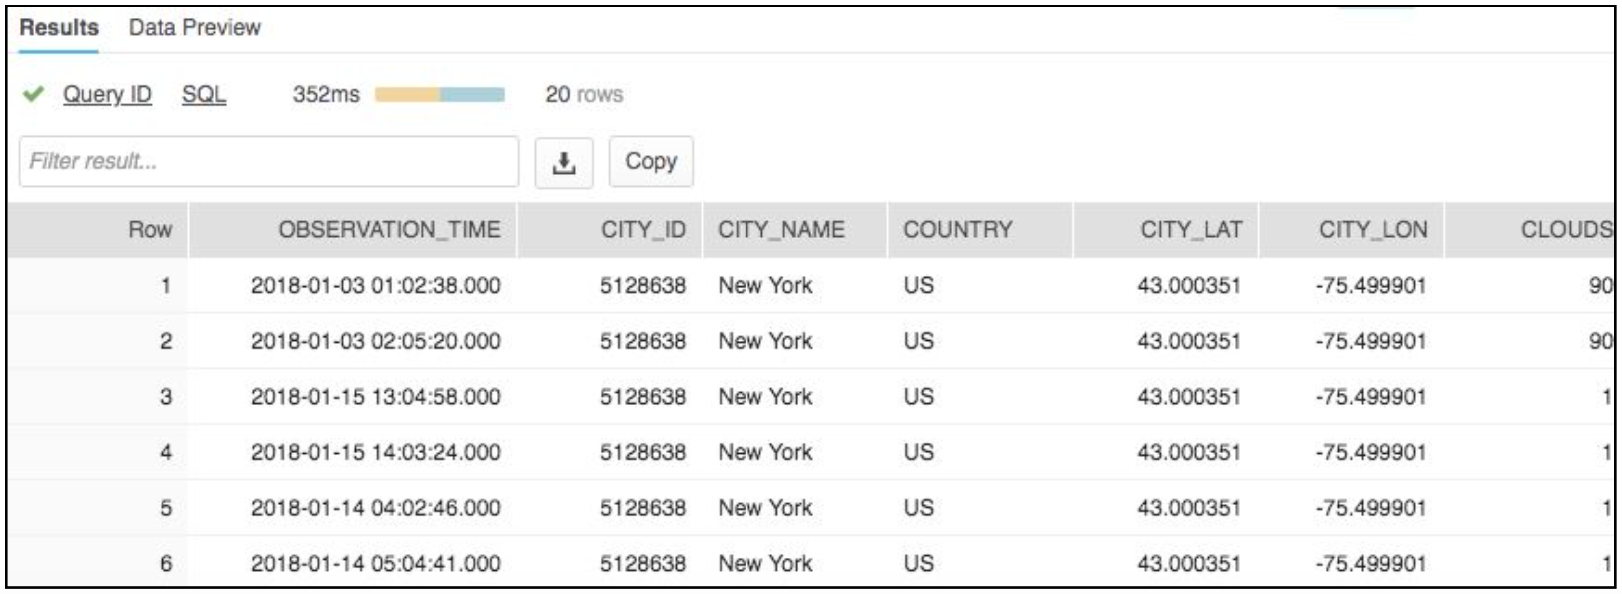 Results Data Preview
Query ID SQL 352ms 20 rows
Filter result... Copy
Row OBSERVATION_TIME CITY_ID CITY_NAME COUNTRY CITY_LAT CITY_LON CLOUDS
1 2018-01-03 01:02:38.000 5128638 New York US 43.000351 -75.499901 90
2 2018-01-03 02:05:20.000 5128638 New York US 43.000351 -75.499901 90
3 2018-01-15 13:04:58.000 5128638 New York US 43.000351 -75.499901 1
4 2018-01-15 14:03:24.000 5128638 New York US 43.000351 -75.499901 1
5 2018-01-14 04:02:46.000 5128638 New York US 43.000351 -75.499901 1
6 2018-01-14 05:04:41.000 5128638 New York US 43.000351 -75.499901 1